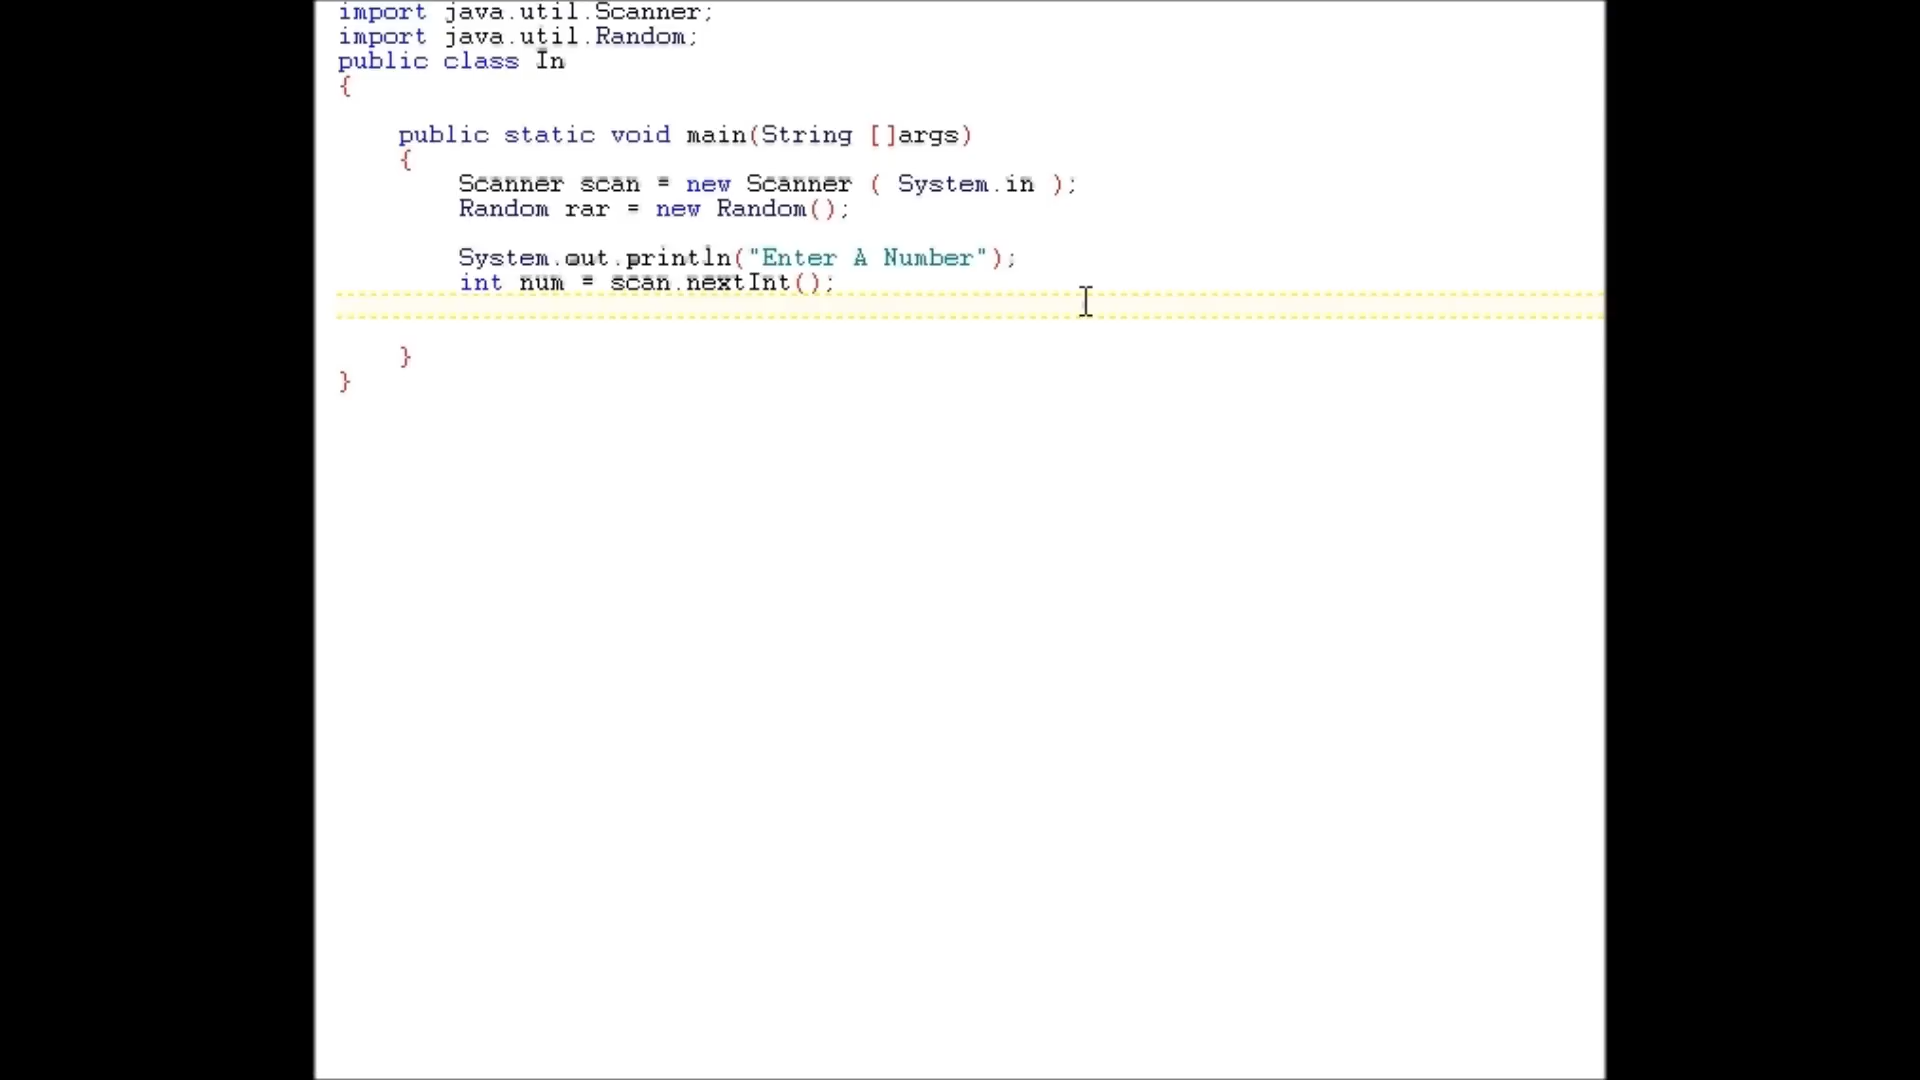 import java.util.Scanner;
import java.util.Random;
public class In
{
public static void main(String []args)
{
Scanner scan = new Scanner ( System.in );
Random rar = new Random();
System.out.println("Enter A Number");
int num = scan.nextInt();
}
}